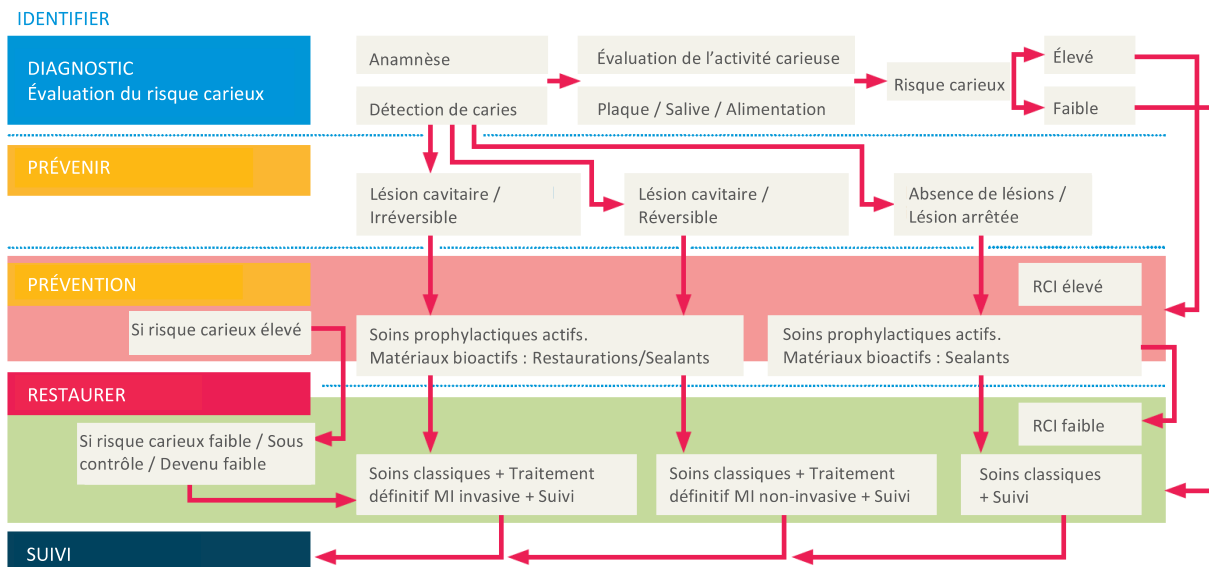 IDENTIFIER
DIAGNOSTIC
Évaluation du risque carieux
Anamnèse
Détection de caries
Évaluation de l’activité carieuse
Plaque / Salive / Alimentation
Risque carieux
Élevé
Faible
PRÉVENIR
Lésion cavitaire /
Irréversible
Lésion cavitaire /
Réversible
Absence de lésions /
Lésion arrêtée
PRÉVENTION
RCI élevé
Si risque carieux élevé
Soins prophylactiques actifs.
Matériaux bioactifs : Restaurations/Sealants
Soins prophylactiques actifs.
Matériaux bioactifs : Sealants
RESTAURER
RCI faible
Si risque carieux faible / Sous
contrôle / Devenu faible
Soins classiques + Traitement
définitif MI invasive + Suivi
Soins classiques + Traitement
définitif MI non-invasive + Suivi
Soins classiques
+ Suivi
SUIVI